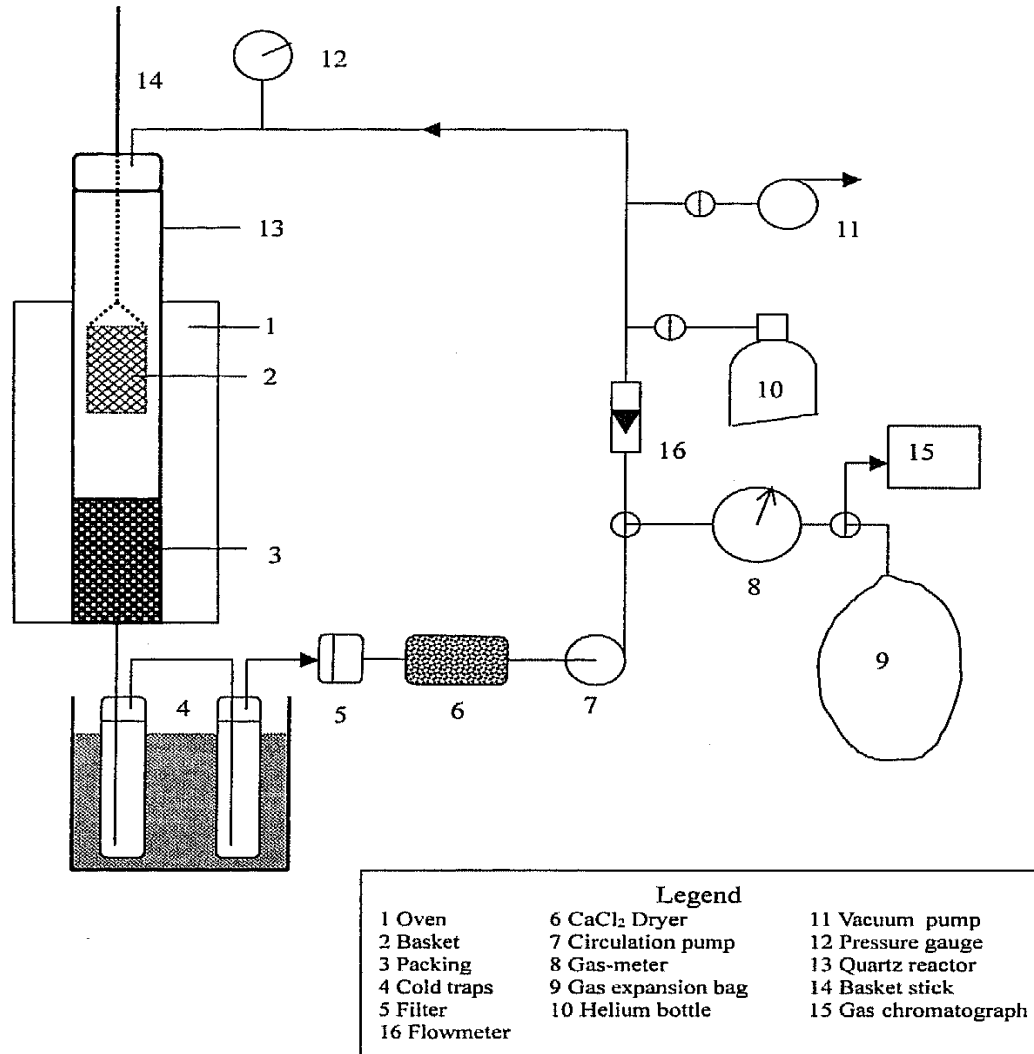 12
14
13
11
1
2
10
16
15
3
8
9
4
5
6
7
Legend
1 Oven 6 CaCl₂ Dryer 11 Vacuum pump
2 Basket 7 Circulation pump 12 Pressure gauge
3 Packing 8 Gas-meter 13 Quartz reactor
4 Cold traps 9 Gas expansion bag 14 Basket stick
5 Filter 10 Helium bottle 15 Gas chromatograph
16 Flowmeter